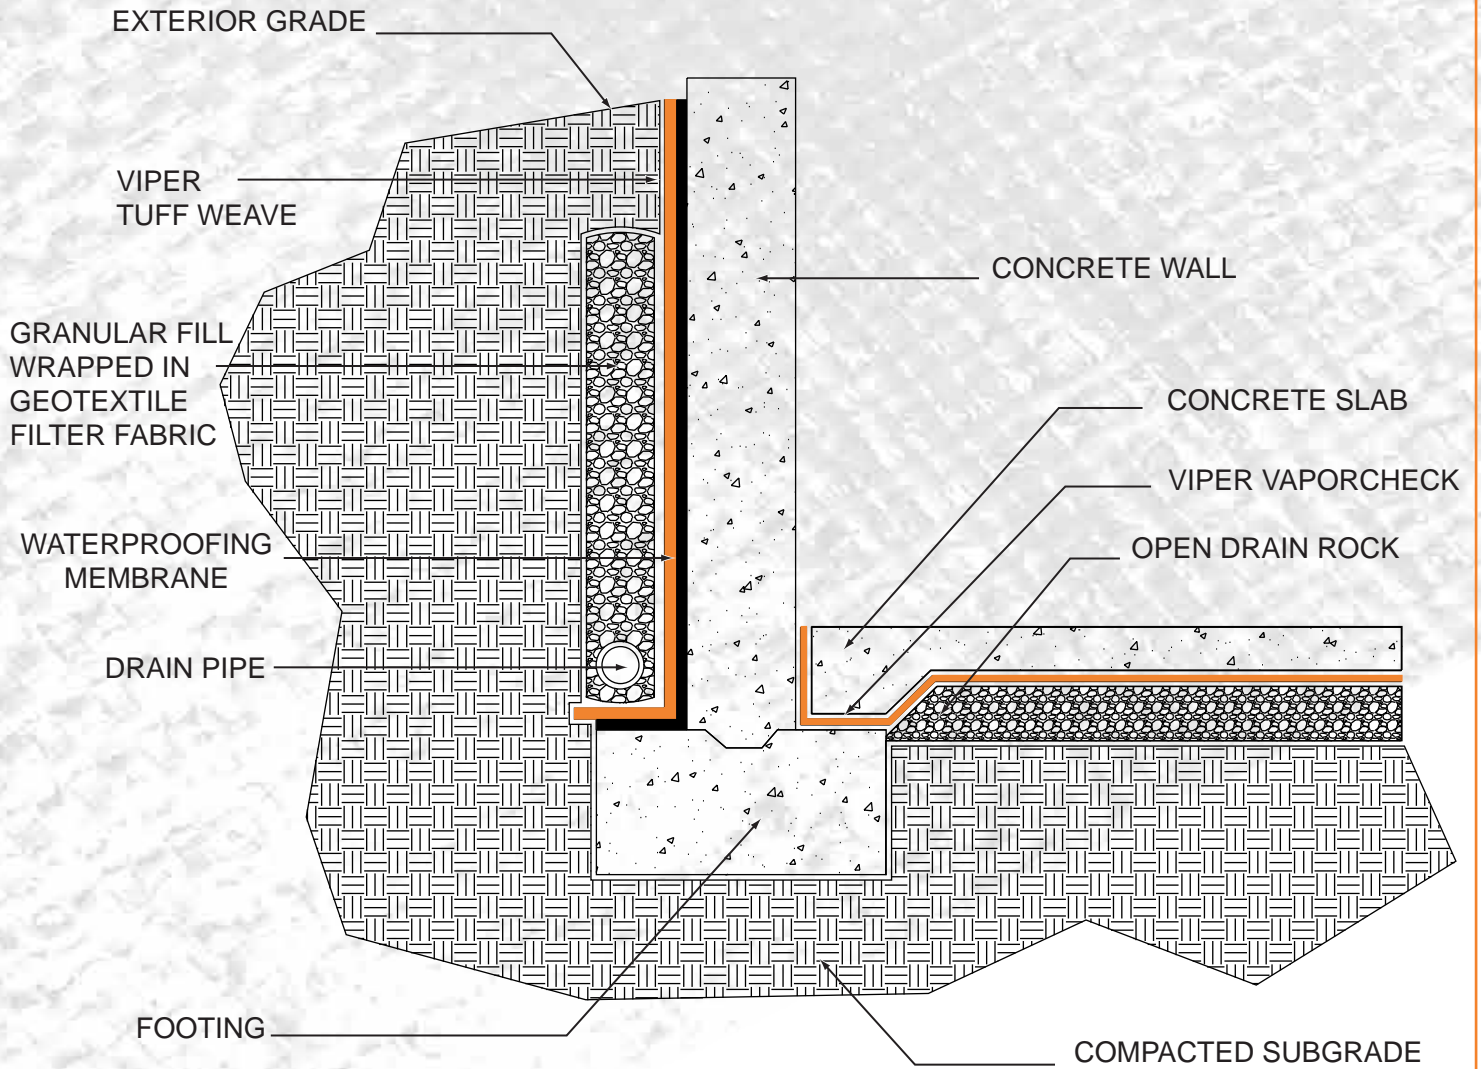 EXTERIOR GRADE
VIPER
TUFF WEAVE
CONCRETE WALL
GRANULAR FILL
WRAPPED IN
GEOTEXTILE
FILTER FABRIC
CONCRETE SLAB
VIPER VAPORCHECK
WATERPROOFING
MEMBRANE
OPEN DRAIN ROCK
DRAIN PIPE
FOOTING
COMPACTED SUBGRADE